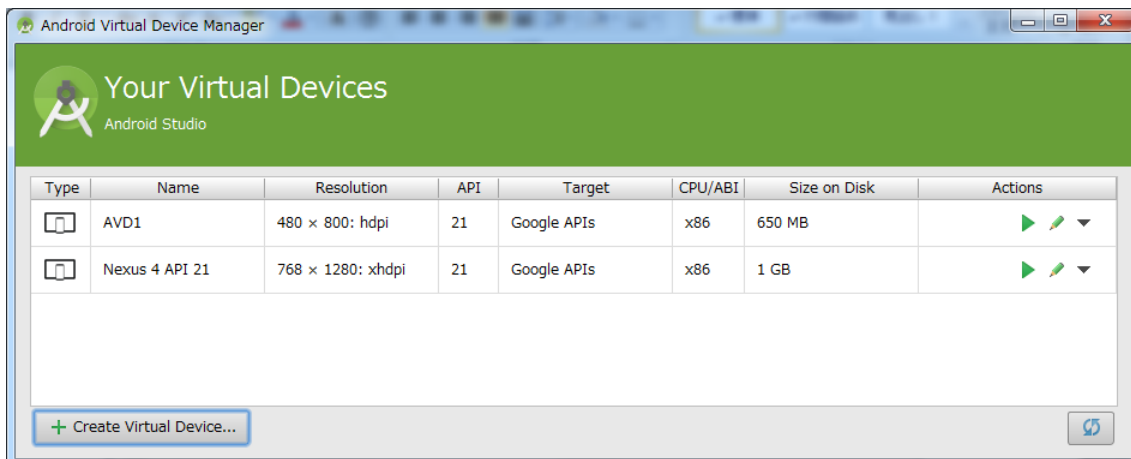 Android Virtual Device Manager
Your Virtual Devices
Android Studio
Type Name Resolution API Target CPU/ABI Size on Disk Actions
AVD1 480 × 800: hdpi 21 Google APIs x86 650 MB
Nexus 4 API 21 768 × 1280: xhdpi 21 Google APIs x86 1 GB
Create Virtual Device...